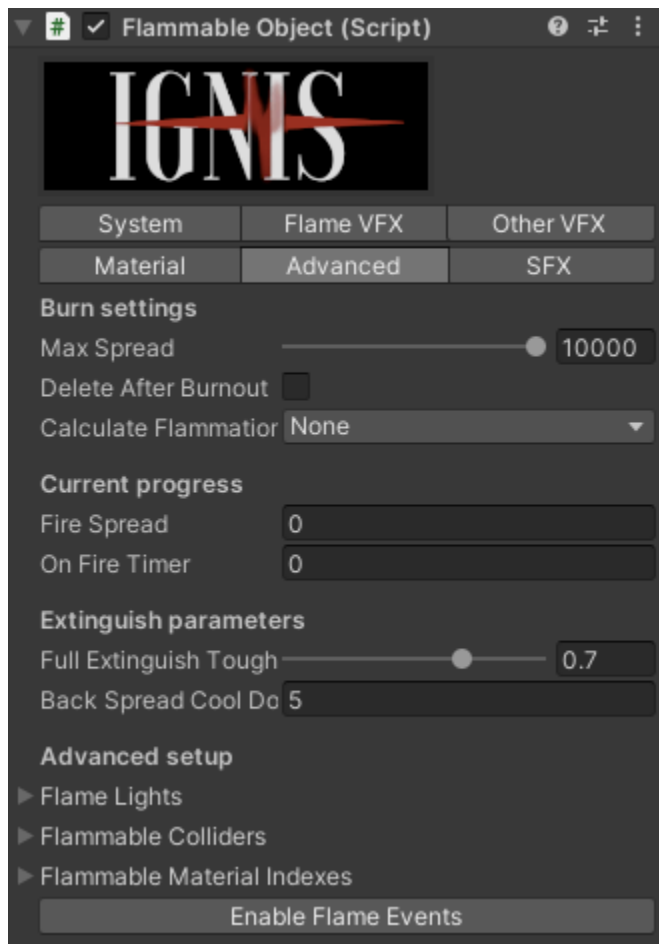 # Flammable Object (Script)
IGNIS
System Flame VFX Other VFX
Material Advanced SFX
Burn settings
Max Spread 10000
Delete After Burnout
Calculate Flammation None
Current progress
Fire Spread 0
On Fire Timer 0
Extinguish parameters
Full Extinguish Tough 0.7
Back Spread Cool Do 5
Advanced setup
Flame Lights
Flammable Colliders
Flammable Material Indexes
Enable Flame Events